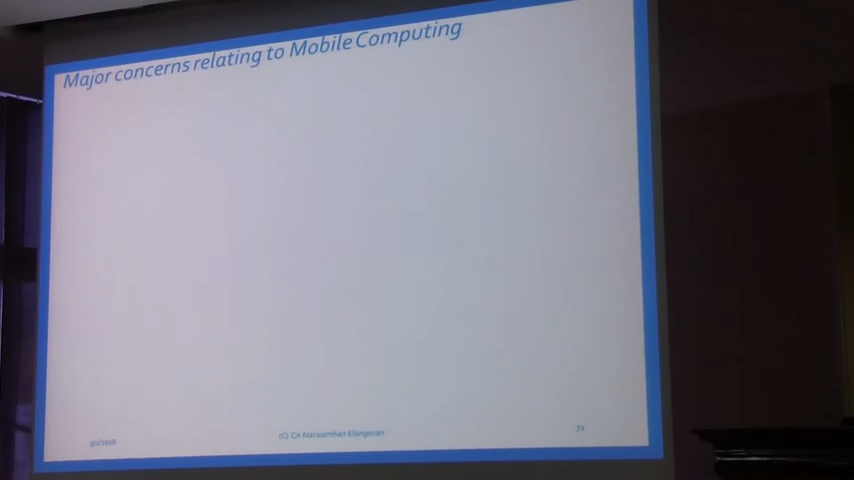 Major concerns relating to Mobile Computing
(C) CA Narasimhan Elangovan